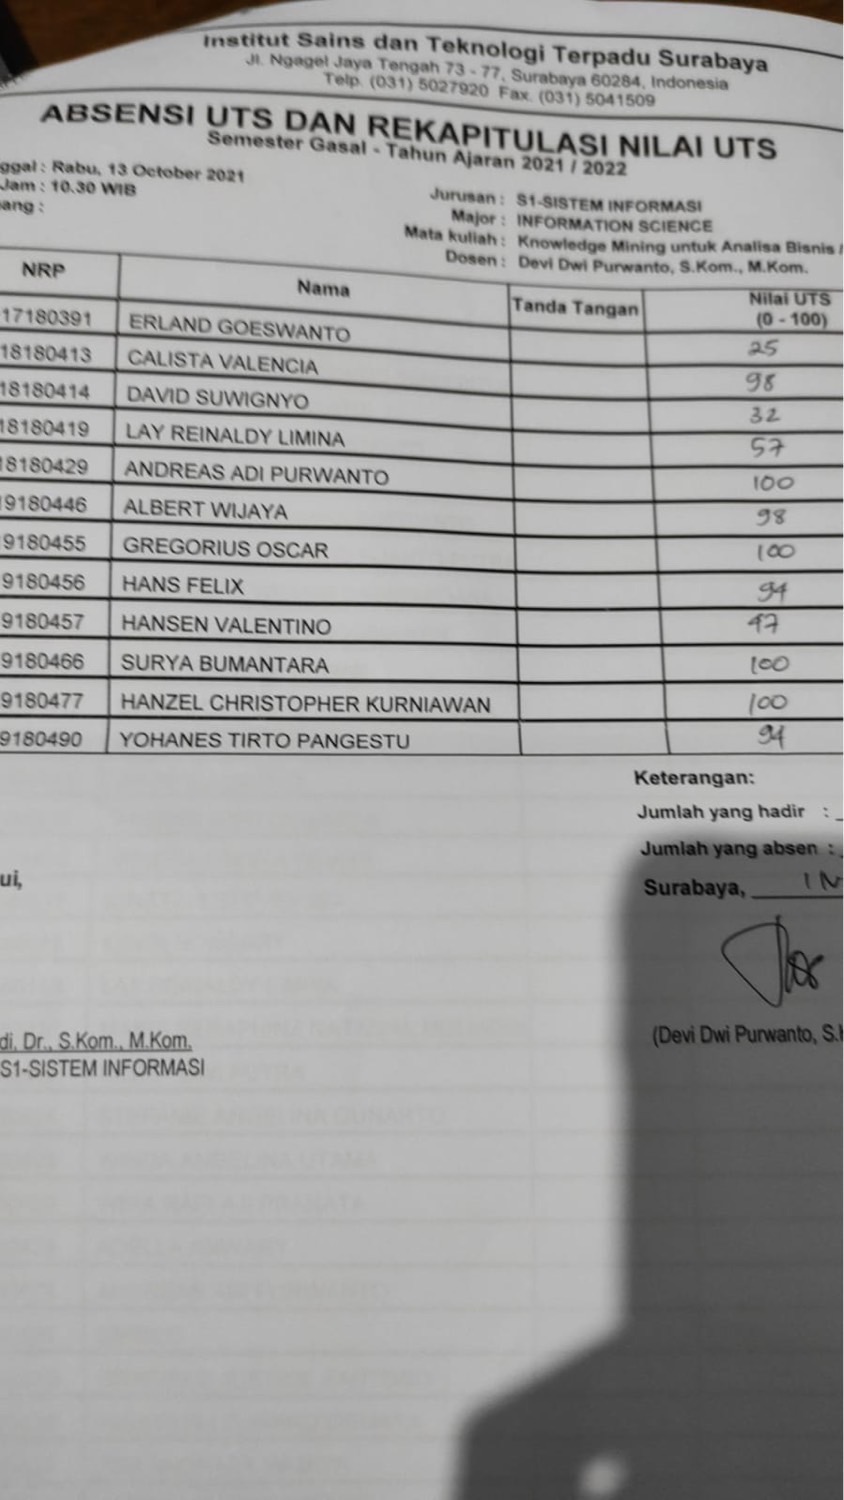 Institut Sains dan Teknologi Terpadu Surabaya
Jl. Ngagel Jaya Tengah 73 - 77, Surabaya 60284, Indonesia
Telp. (031) 5027920 Fax. (031) 5041509
ABSENSI UTS DAN REKAPITULASI NILAI UTS
Semester Gasal - Tahun Ajaran 2021 / 2022
ggal : Rabu, 13 October 2021
Jam : 10.30 WIB
ang :
Jurusan : S1-SISTEM INFORMASI
Major : INFORMATION SCIENCE
Mata kuliah : Knowledge Mining untuk Analisa Bisnis /
Dosen : Devi Dwi Purwanto, S.Kom., M.Kom.
NRP Nama Tanda Tangan Nilai UTS
(0 - 100)
17180391 ERLAND GOESWANTO 25
18180413 CALISTA VALENCIA 98
18180414 DAVID SUWIGNYO 32
18180419 LAY REINALDY LIMINA 57
18180429 ANDREAS ADI PURWANTO 100
9180446 ALBERT WIJAYA 98
9180455 GREGORIUS OSCAR 100
9180456 HANS FELIX 94
9180457 HANSEN VALENTINO 47
9180466 SURYA BUMANTARA 100
9180477 HANZEL CHRISTOPHER KURNIAWAN 100
9180490 YOHANES TIRTO PANGESTU 94
Keterangan:
Jumlah yang hadir :
Jumlah yang absen :
ui,
Surabaya,
di, Dr., S.Kom., M.Kom.
S1-SISTEM INFORMASI
(Devi Dwi Purwanto, S.